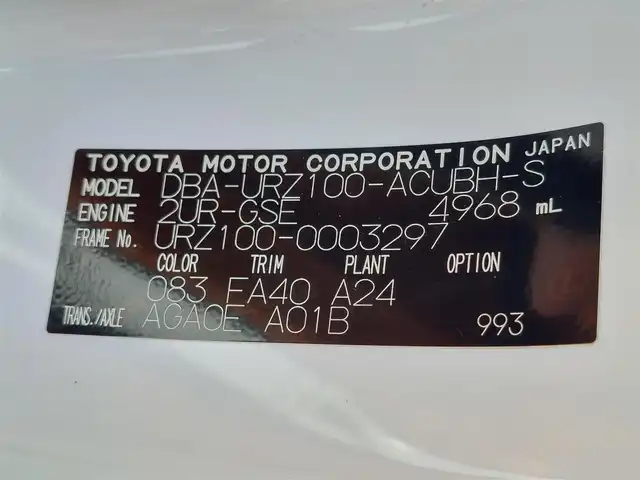 TOYOTA MOTOR CORPORATION JAPAN
MODEL DBA-URZ100-ACUBH-S
ENGINE 2UR-GSE 4968 mL
FRAME No. URZ100-0003297
COLOR TRIM PLANT OPTION
083 EA40 A24
TRANS./AXLE AGA0E A01B 993